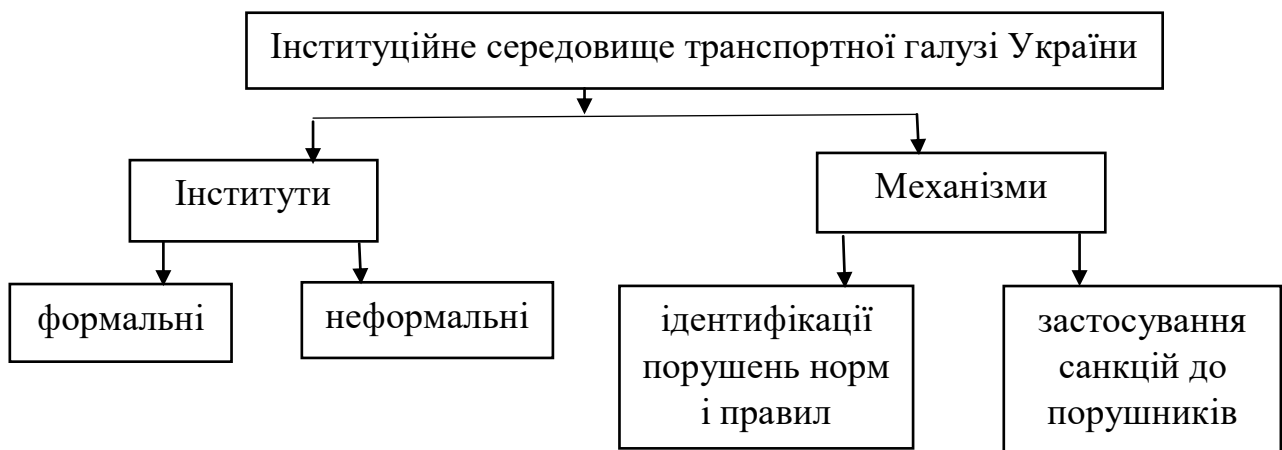 Інституційне середовище транспортної галузі України
Інститути
Механізми
формальні
неформальні
ідентифікації
порушень норм
і правил
застосування
санкцій до
порушників